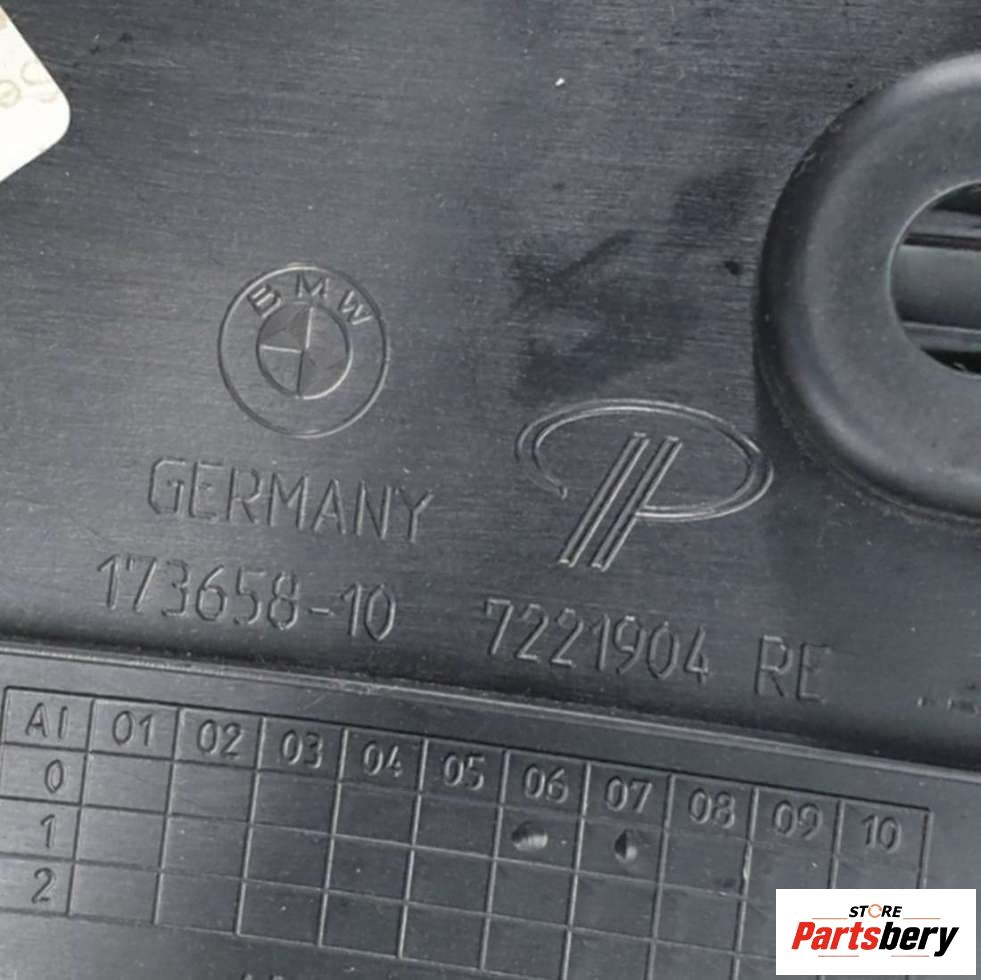 BMW
GERMANY
173658-10 7221904 RE
AI 01 02 03 04 05 06 07 08 09 10
0
1
2
STORE
Partsbery